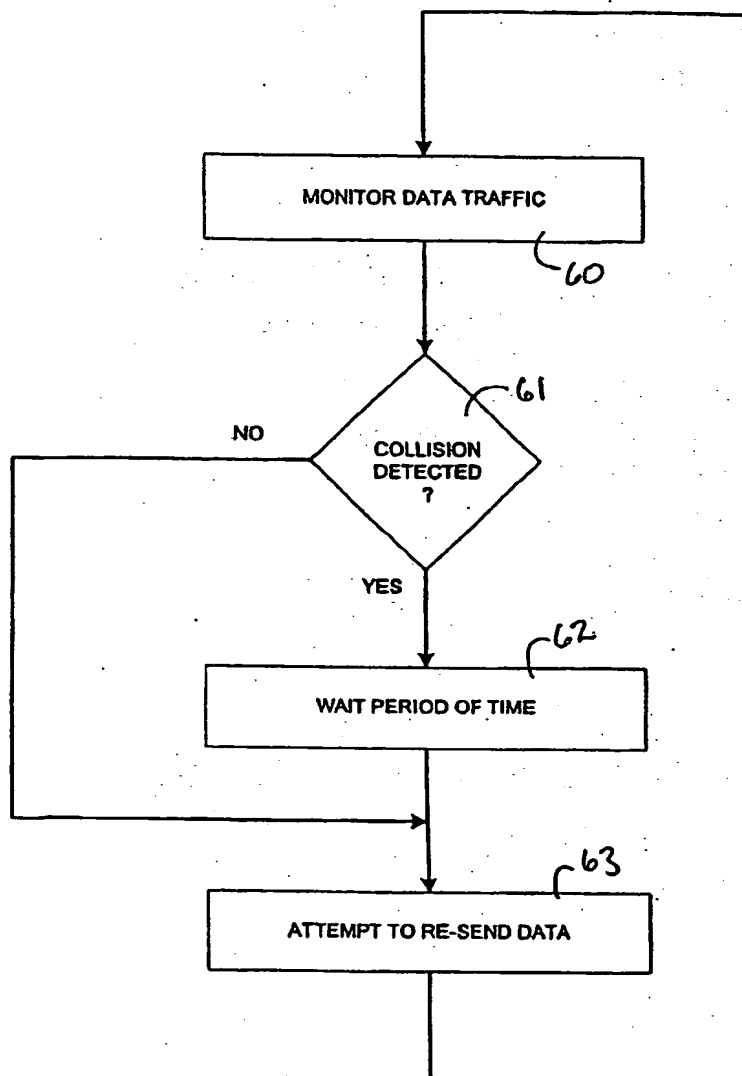 MONITOR DATA TRAFFIC
60
61
NO
COLLISION
DETECTED
?
YES
62
WAIT PERIOD OF TIME
63
ATTEMPT TO RE-SEND DATA